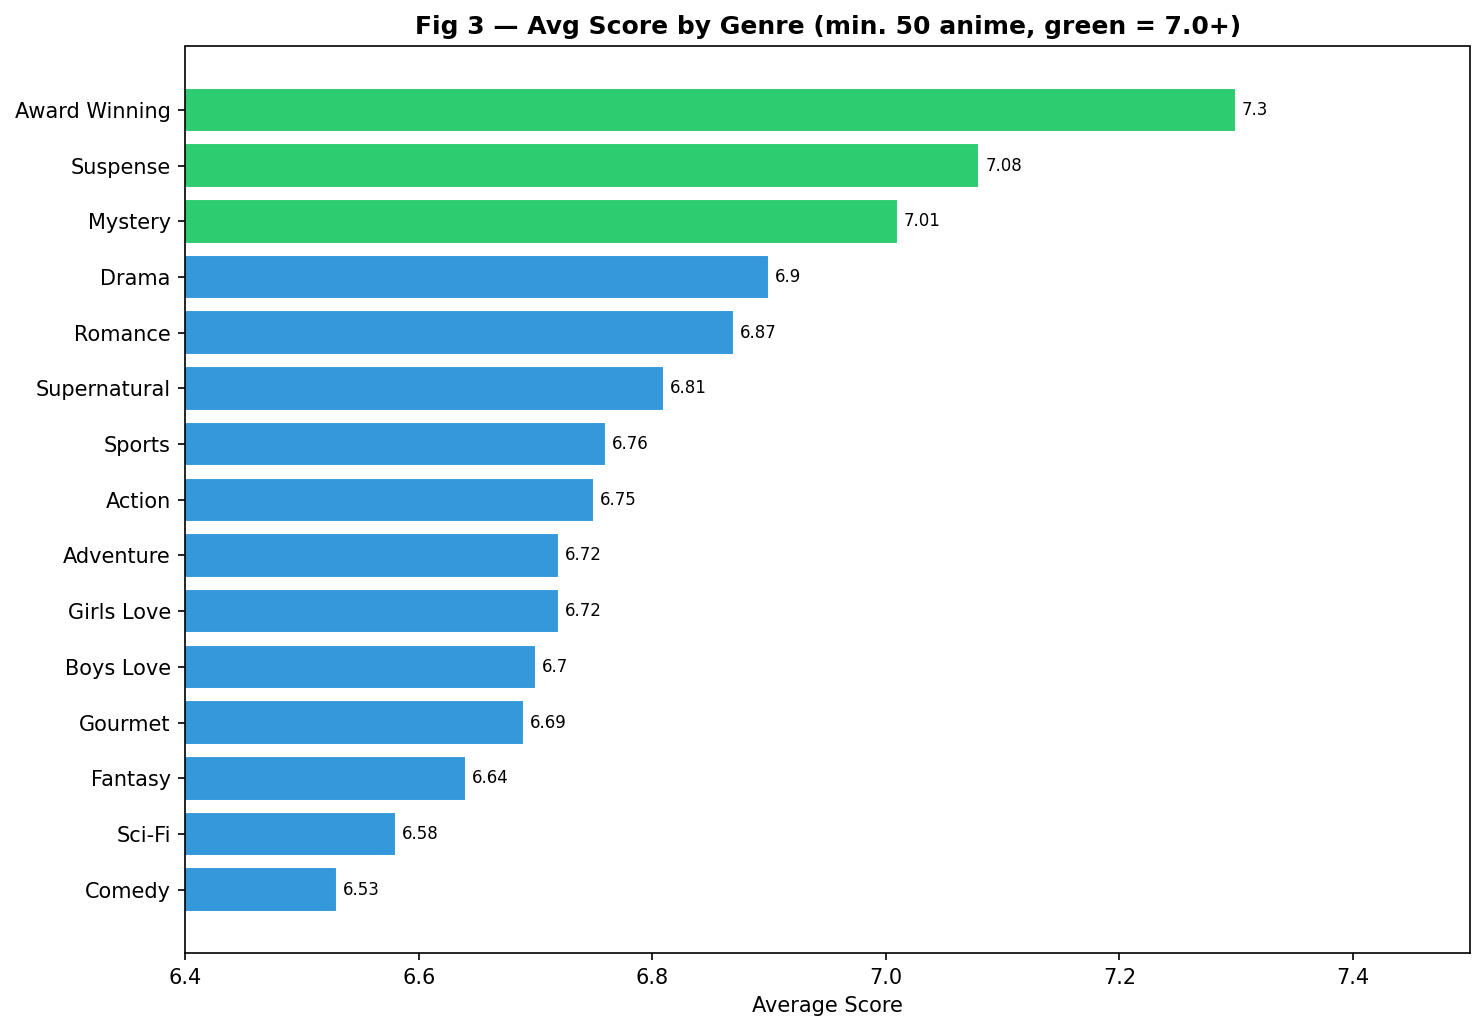 Fig 3 — Avg Score by Genre (min. 50 anime, green = 7.0+)
Award Winning 7.3
Suspense 7.08
Mystery 7.01
Drama 6.9
Romance 6.87
Supernatural 6.81
Sports 6.76
Action 6.75
Adventure 6.72
Girls Love 6.72
Boys Love 6.7
Gourmet 6.69
Fantasy 6.64
Sci-Fi 6.58
Comedy 6.53
6.4 6.6 6.8 7.0 7.2 7.4
Average Score